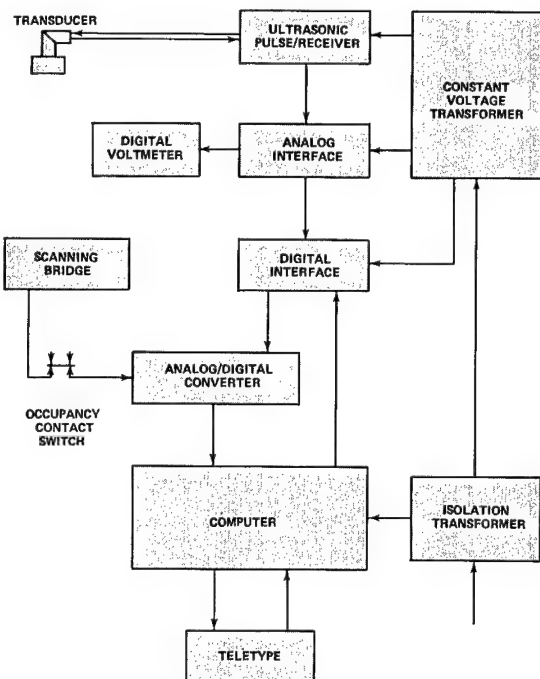 TRANSDUCER
ULTRASONIC
PULSE/RECEIVER
CONSTANT
VOLTAGE
TRANSFORMER
DIGITAL
VOLTMETER
ANALOG
INTERFACE
SCANNING
BRIDGE
DIGITAL
INTERFACE
ANALOG/DIGITAL
CONVERTER
OCCUPANCY
CONTACT
SWITCH
COMPUTER
ISOLATION
TRANSFORMER
TELETYPE